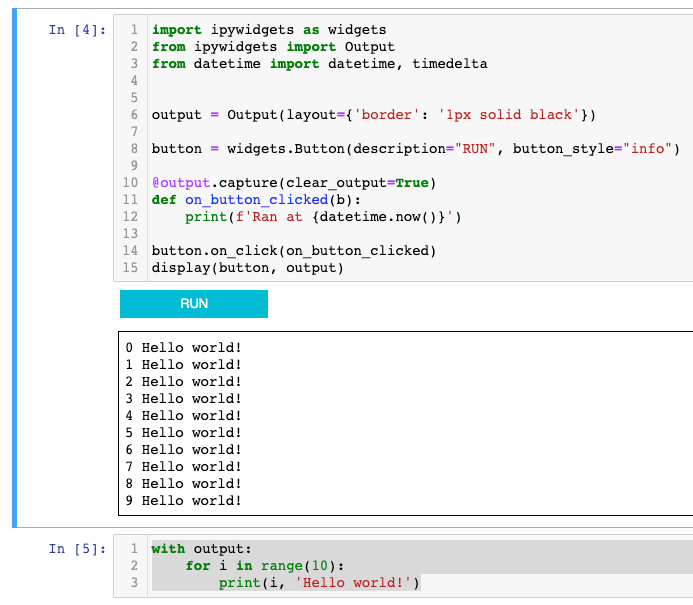 In [4]:
1 import ipywidgets as widgets
2 from ipywidgets import Output
3 from datetime import datetime, timedelta
4
5
6 output = Output(layout={'border': '1px solid black'})
7
8 button = widgets.Button(description="RUN", button_style="info")
9
10 @output.capture(clear_output=True)
11 def on_button_clicked(b):
12     print(f'Ran at {datetime.now()}')
13
14 button.on_click(on_button_clicked)
15 display(button, output)
RUN
0 Hello world!
1 Hello world!
2 Hello world!
3 Hello world!
4 Hello world!
5 Hello world!
6 Hello world!
7 Hello world!
8 Hello world!
9 Hello world!
In [5]:
1 with output:
2     for i in range(10):
3         print(i, 'Hello world!')